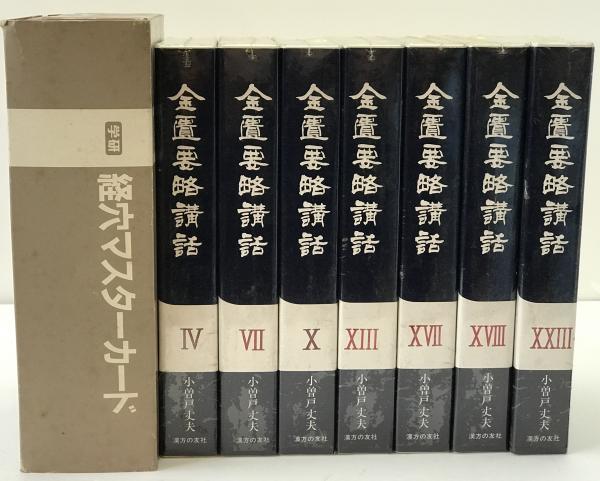 学研
経穴マスターカード
金匱要略講話
IV
小曽戸丈夫
漢方の友社
金匱要略講話
VII
小曽戸丈夫
漢方の友社
金匱要略講話
X
小曽戸丈夫
漢方の友社
金匱要略講話
XIII
小曽戸丈夫
漢方の友社
金匱要略講話
XVII
小曽戸丈夫
漢方の友社
金匱要略講話
XVIII
小曽戸丈夫
漢方の友社
金匱要略講話
XXIII
小曽戸丈夫
漢方の友社